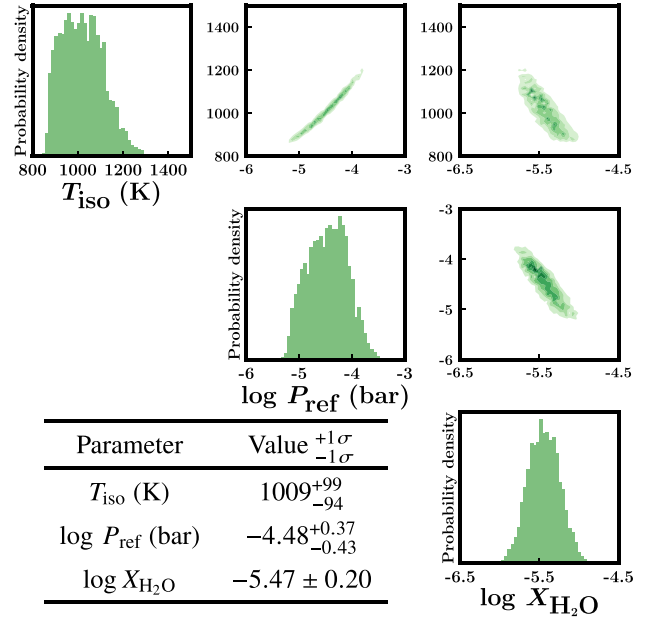 Probability density
1400
1200
1000
800
1400
1200
1000
800
800 1000 1200 1400
-6 -5 -4 -3
-6.5 -5.5 -4.5
T_iso (K)
Probability density
-3
-4
-5
-6
-6 -5 -4 -3
-6.5 -5.5 -4.5
log P_ref (bar)
Parameter Value +1σ −1σ
T_iso (K) 1009 +99 −94
log P_ref (bar) −4.48 +0.37 −0.43
log X_H₂O −5.47 ± 0.20
Probability density
-6.5 -5.5 -4.5
log X_H₂O